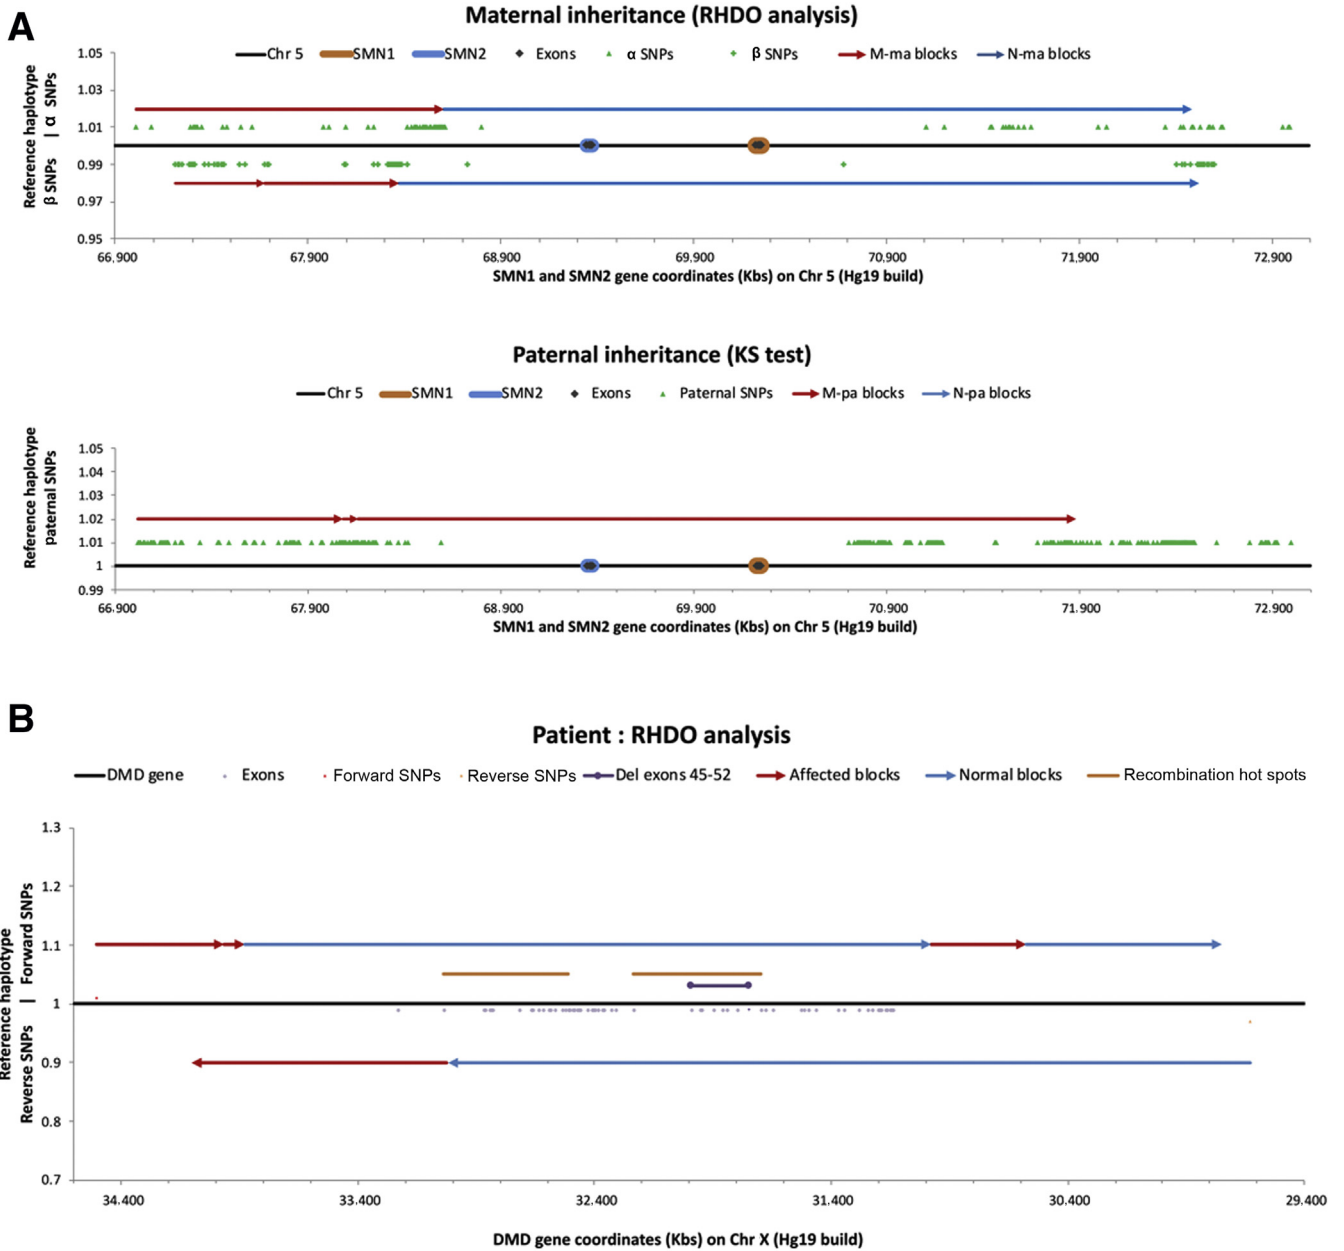 A
Maternal inheritance (RHDO analysis)
Chr 5 SMN1 SMN2 Exons α SNPs β SNPs M-ma blocks N-ma blocks
Reference haplotype
β SNPs | α SNPs
1.05
1.03
1.01
0.99
0.97
0.95
66.900 67.900 68.900 69.900 70.900 71.900 72.900
SMN1 and SMN2 gene coordinates (Kbs) on Chr 5 (Hg19 build)
Paternal inheritance (KS test)
Chr 5 SMN1 SMN2 Exons Paternal SNPs M-pa blocks N-pa blocks
Reference haplotype
paternal SNPs
1.05
1.04
1.03
1.02
1.01
1
0.99
66.900 67.900 68.900 69.900 70.900 71.900 72.900
SMN1 and SMN2 gene coordinates (Kbs) on Chr 5 (Hg19 build)
B
Patient : RHDO analysis
DMD gene Exons Forward SNPs Reverse SNPs Del exons 45-52 Affected blocks Normal blocks Recombination hot spots
Reference haplotype
Reverse SNPs | Forward SNPs
1.3
1.2
1.1
1
0.9
0.8
0.7
34.400 33.400 32.400 31.400 30.400 29.400
DMD gene coordinates (Kbs) on Chr X (Hg19 build)